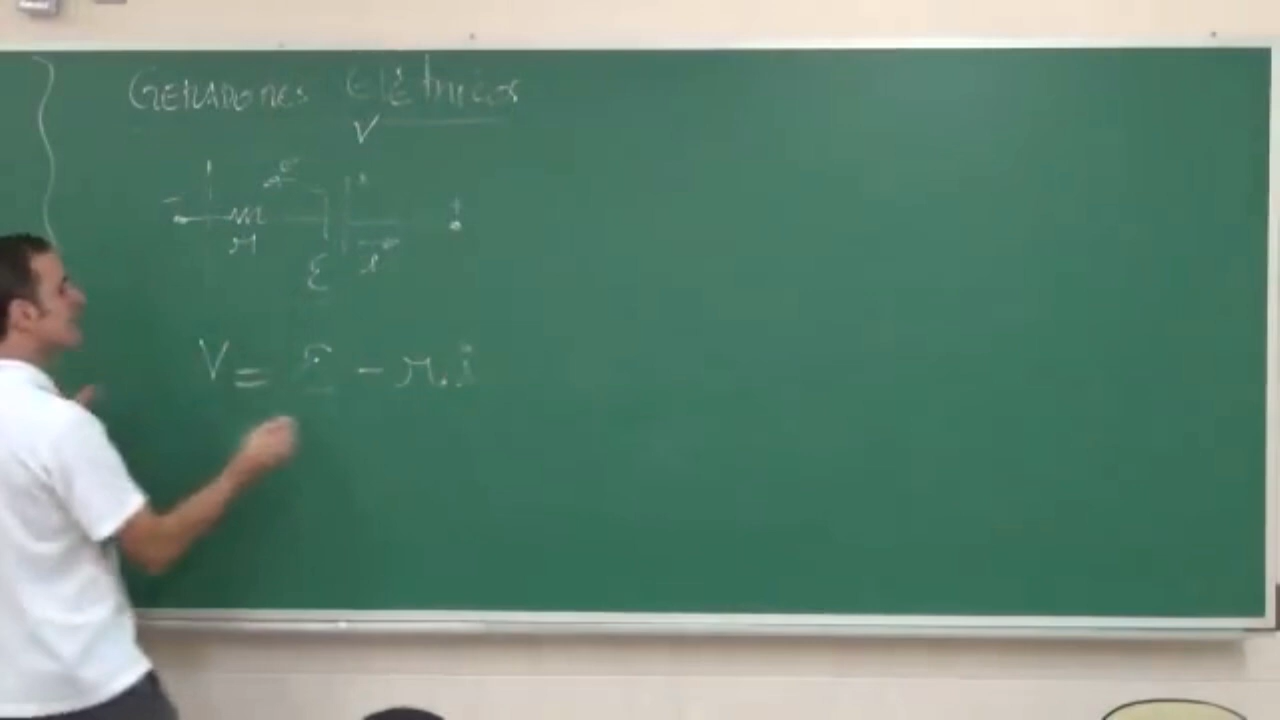 GERADORES ELÉTRICOS
V
- +
r
ε i
V = ε - r.i